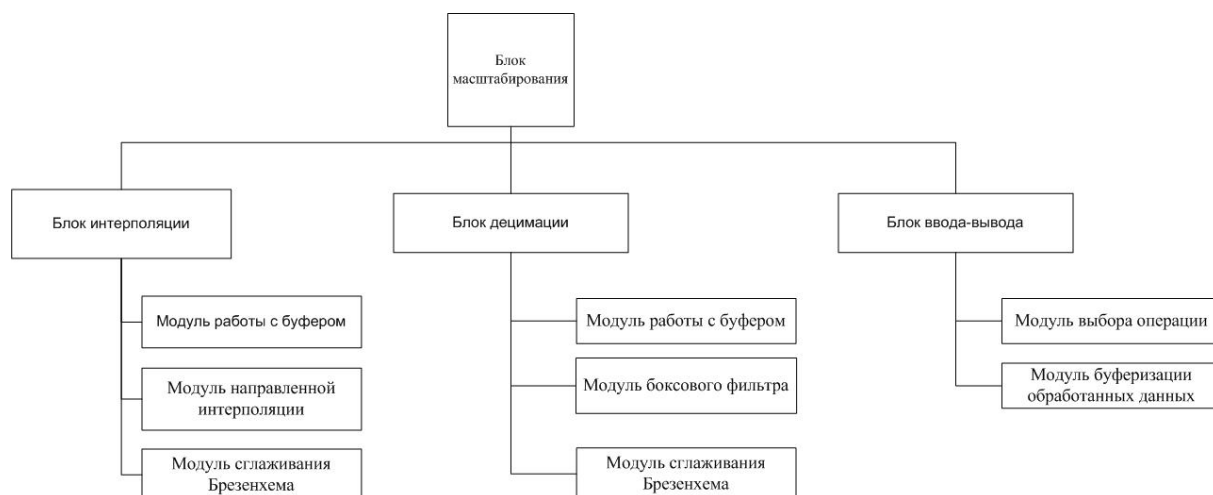 Блок
масштабирования
Блок интерполяции
Блок децимации
Блок ввода-вывода
Модуль работы с буфером
Модуль направленной
интерполяции
Модуль сглаживания
Брезенхема
Модуль работы с буфером
Модуль боксового фильтра
Модуль сглаживания
Брезенхема
Модуль выбора операции
Модуль буферизации
обработанных данных